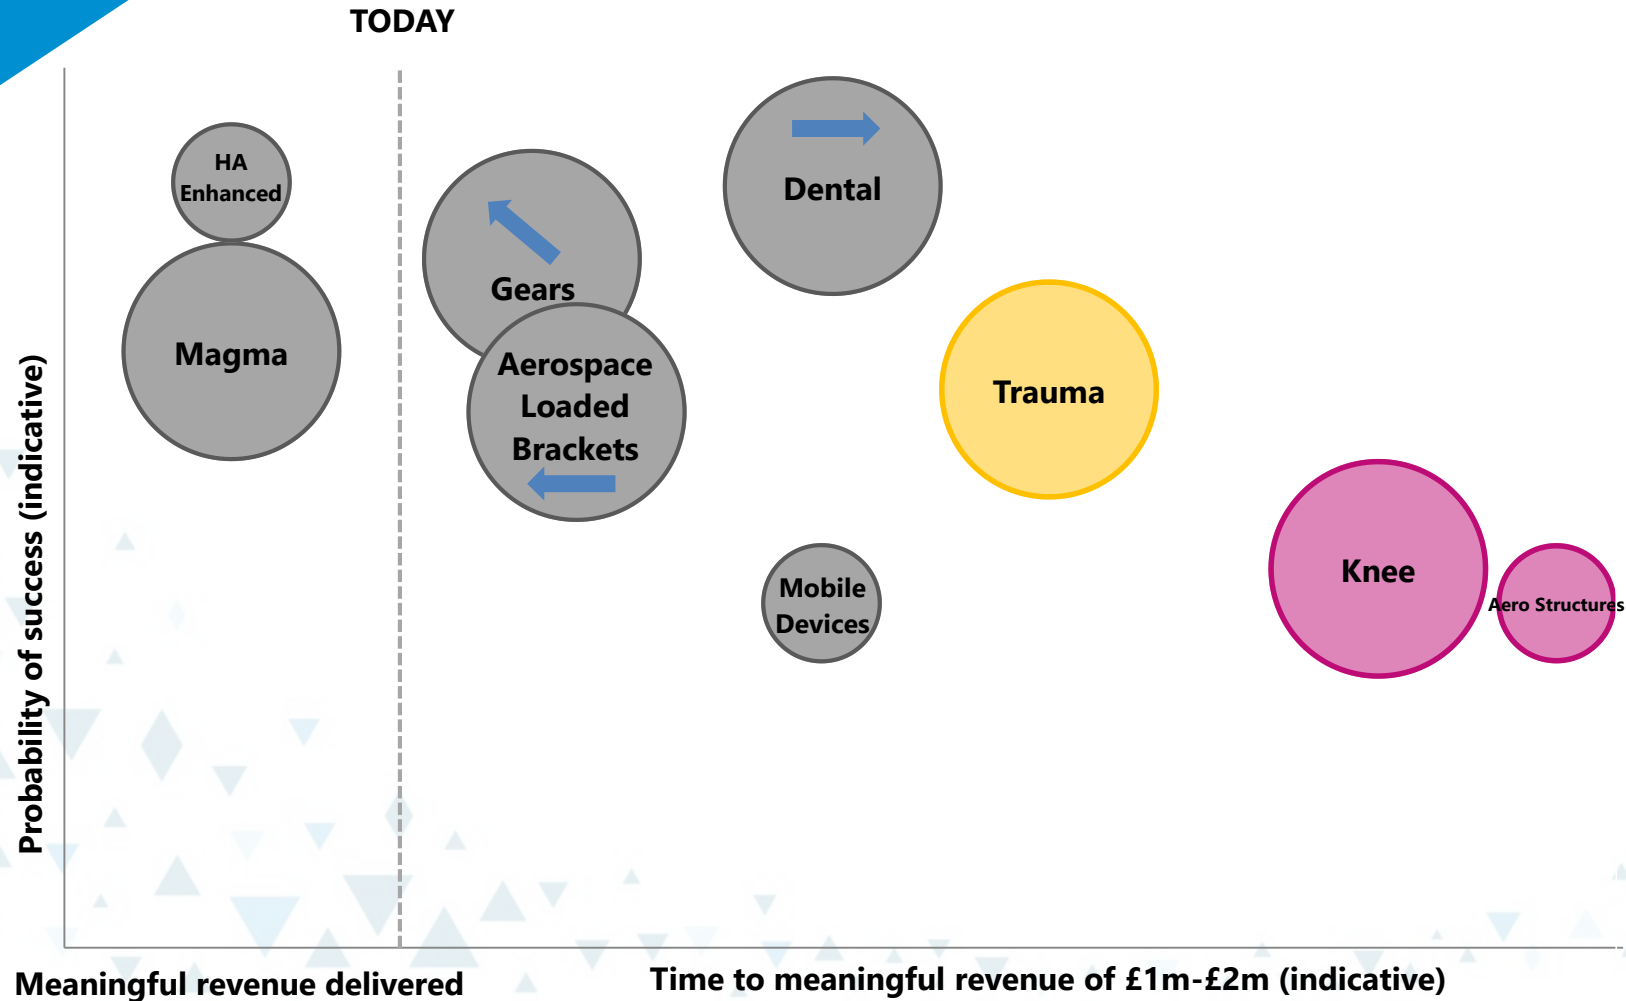 TODAY
HA
Enhanced
Magma
Gears
Aerospace
Loaded
Brackets
Dental
Trauma
Mobile
Devices
Knee
Aero Structures
Probability of success (indicative)
Meaningful revenue delivered
Time to meaningful revenue of £1m-£2m (indicative)